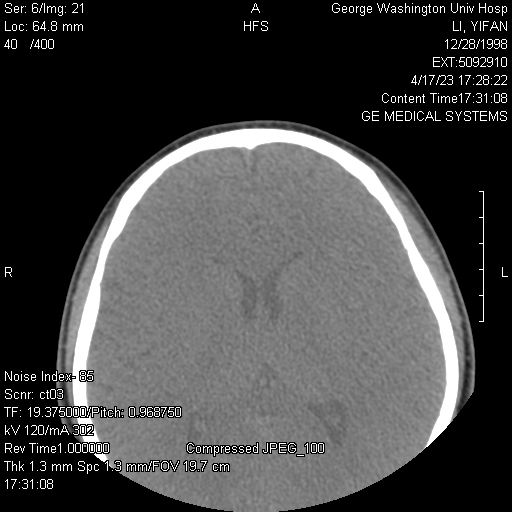 Ser: 6/Img: 21
Loc: 64.8 mm
40 /400
A
HFS
George Washington Univ Hosp
LI, YIFAN
12/28/1998
EXT:5092910
4/17/23 17:28:22
Content Time17:31:08
GE MEDICAL SYSTEMS
R
L
Noise Index- 85
Scnr: ct03
TF: 19.375000/Pitch: 0.968750
kV 120/mA 302
Rev Time1.000000
Compressed JPEG_100
Thk 1.3 mm Spc 1.3 mm/FOV 19.7 cm
17:31:08